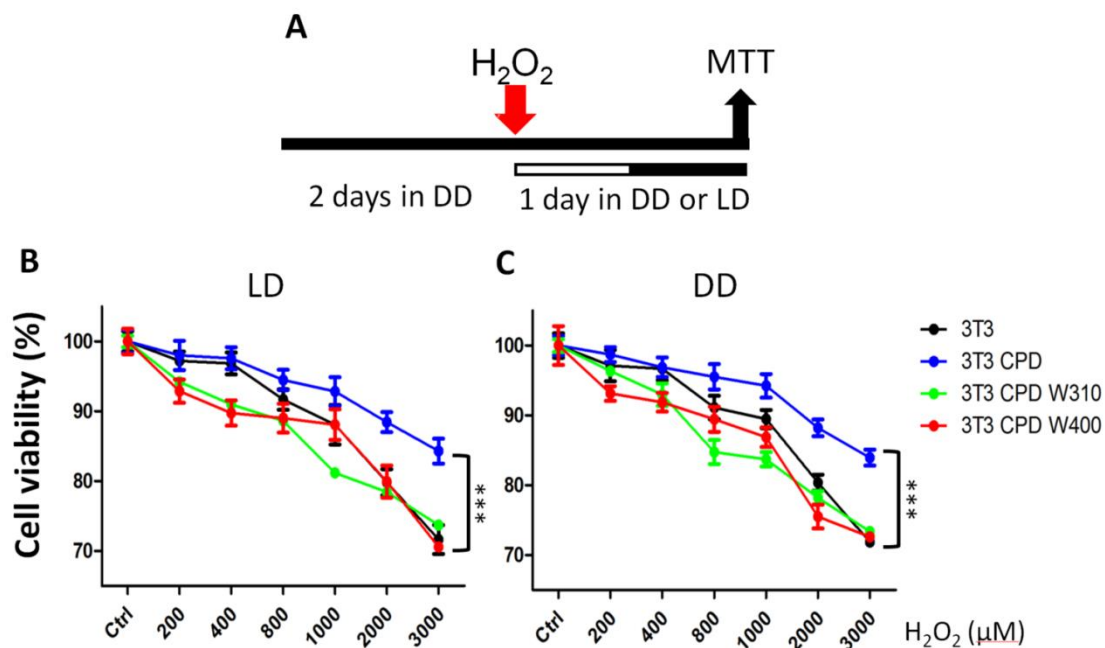 A
H₂O₂
MTT
2 days in DD
1 day in DD or LD
B
LD
Cell viability (%)
100
90
80
70
***
Ctrl
200
400
800
1000
2000
3000
C
DD
100
90
80
70
***
Ctrl
200
400
800
1000
2000
3000
H₂O₂ (µM)
3T3
3T3 CPD
3T3 CPD W310
3T3 CPD W400